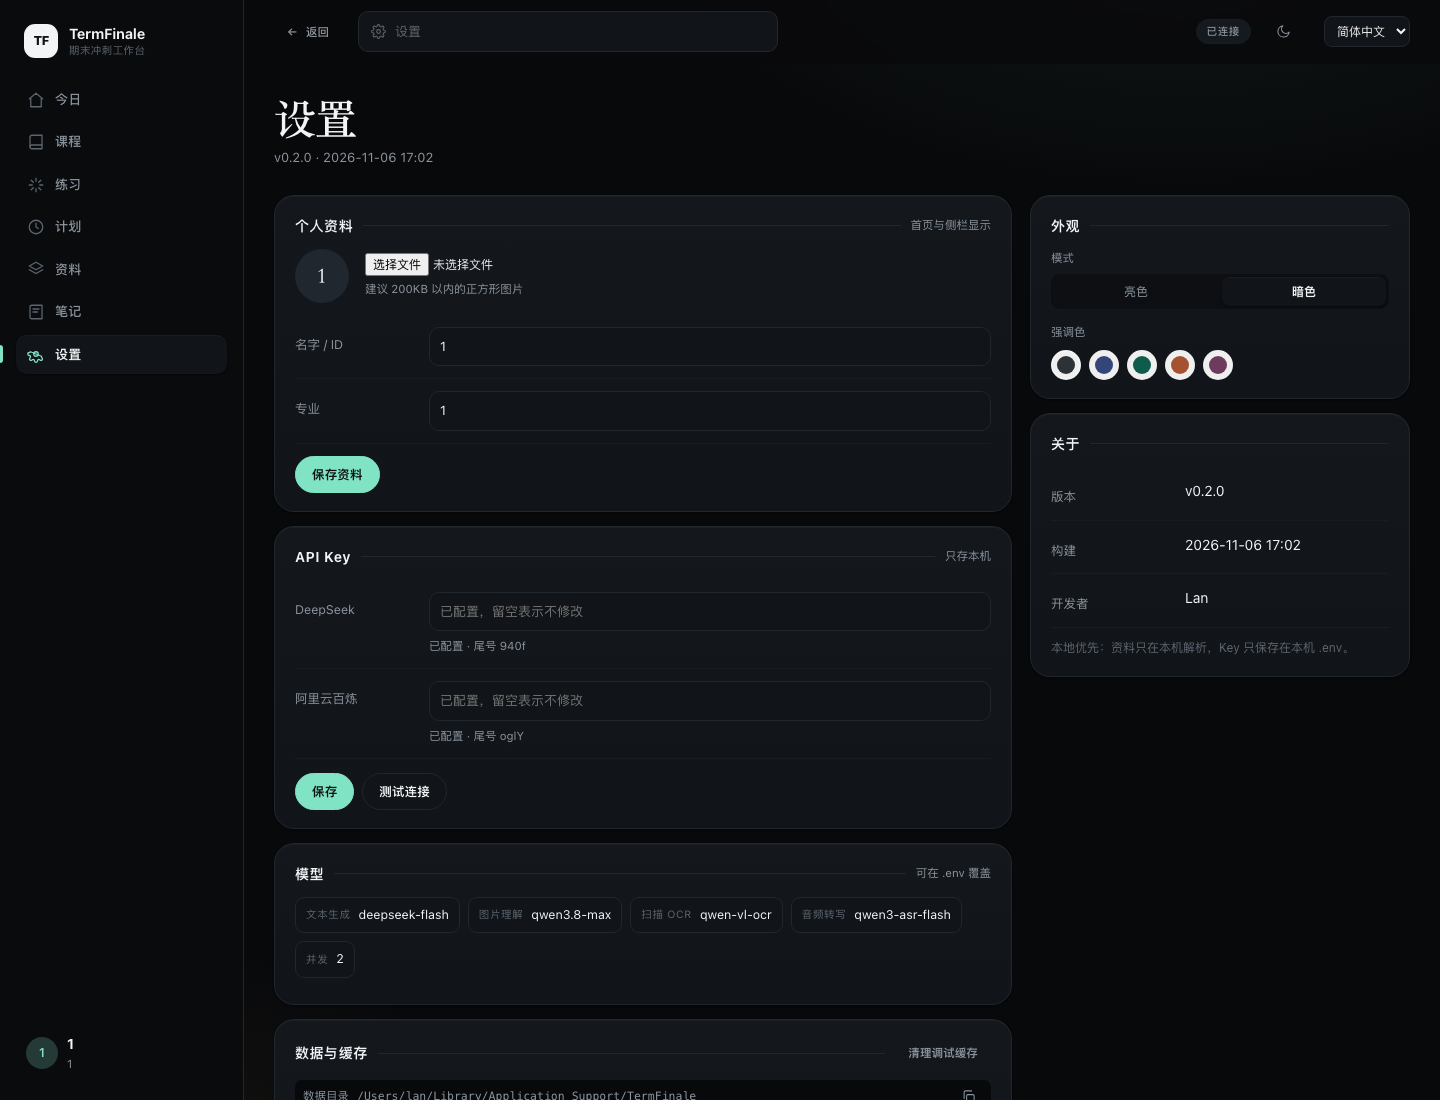 TF
TermFinale
期末冲刺工作台
今日
课程
练习
计划
资料
笔记
设置
1
1
1
← 返回
设置
已连接
简体中文
设置
v0.2.0 · 2026-11-06 17:02
个人资料
首页与侧栏显示
1
选择文件 未选择文件
建议 200KB 以内的正方形图片
名字 / ID
1
专业
1
保存资料
API Key
只存本机
DeepSeek
已配置，留空表示不修改
已配置 · 尾号 940f
阿里云百炼
已配置，留空表示不修改
已配置 · 尾号 oglY
保存
测试连接
模型
可在 .env 覆盖
文本生成 deepseek-flash
图片理解 qwen3.8-max
扫描 OCR qwen-vl-ocr
音频转写 qwen3-asr-flash
并发 2
数据与缓存
清理调试缓存
数据目录 /Users/lan/Library/Application Support/TermFinale
外观
模式
亮色
暗色
强调色
关于
版本
v0.2.0
构建
2026-11-06 17:02
开发者
Lan
本地优先：资料只在本机解析，Key 只保存在本机 .env。